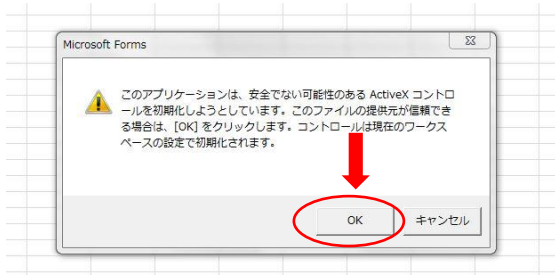 Microsoft Forms
このアプリケーションは、安全でない可能性のある ActiveX コントロ
ールを初期化しようとしています。このファイルの提供元が信頼でき
る場合は、[OK] をクリックします。コントロールは現在のワークス
ペースの設定で初期化されます。
OK キャンセル